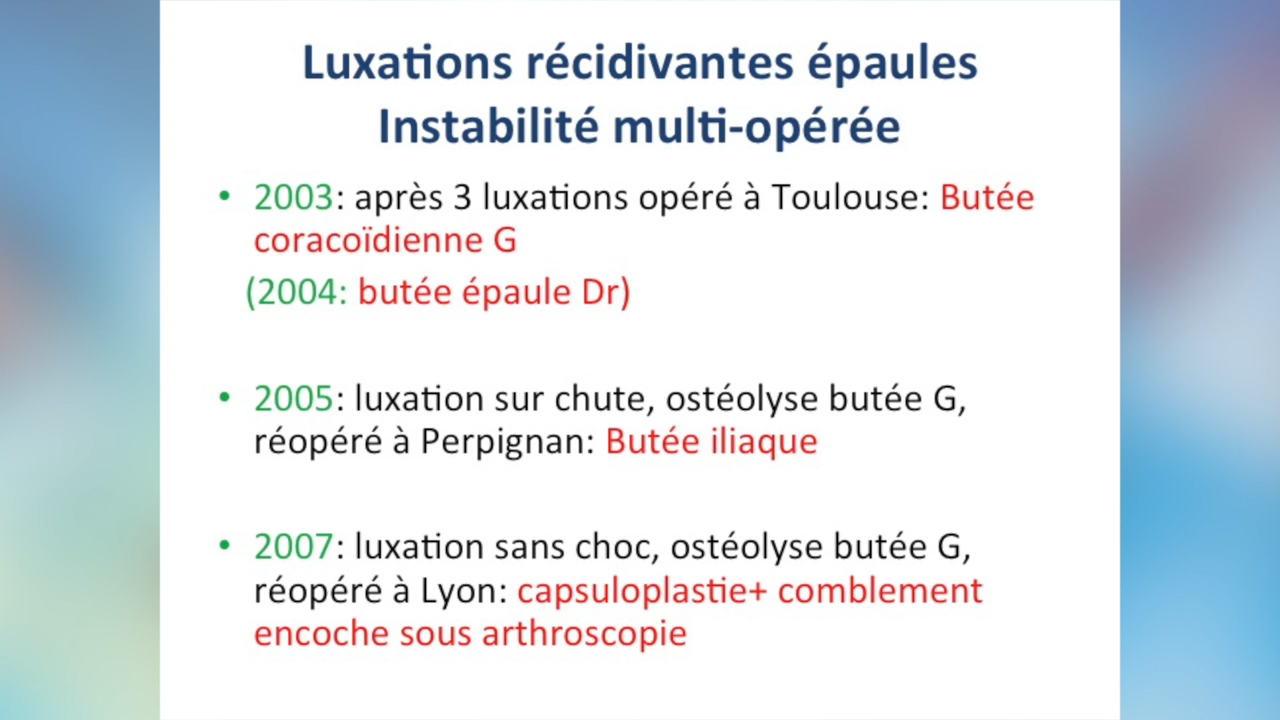 Luxations récidivantes épaules
Instabilité multi-opérée
• 2003: après 3 luxations opéré à Toulouse: Butée
coracoïdienne G
(2004: butée épaule Dr)
• 2005: luxation sur chute, ostéolyse butée G,
réopéré à Perpignan: Butée iliaque
• 2007: luxation sans choc, ostéolyse butée G,
réopéré à Lyon: capsuloplastie+ comblement
encoche sous arthroscopie